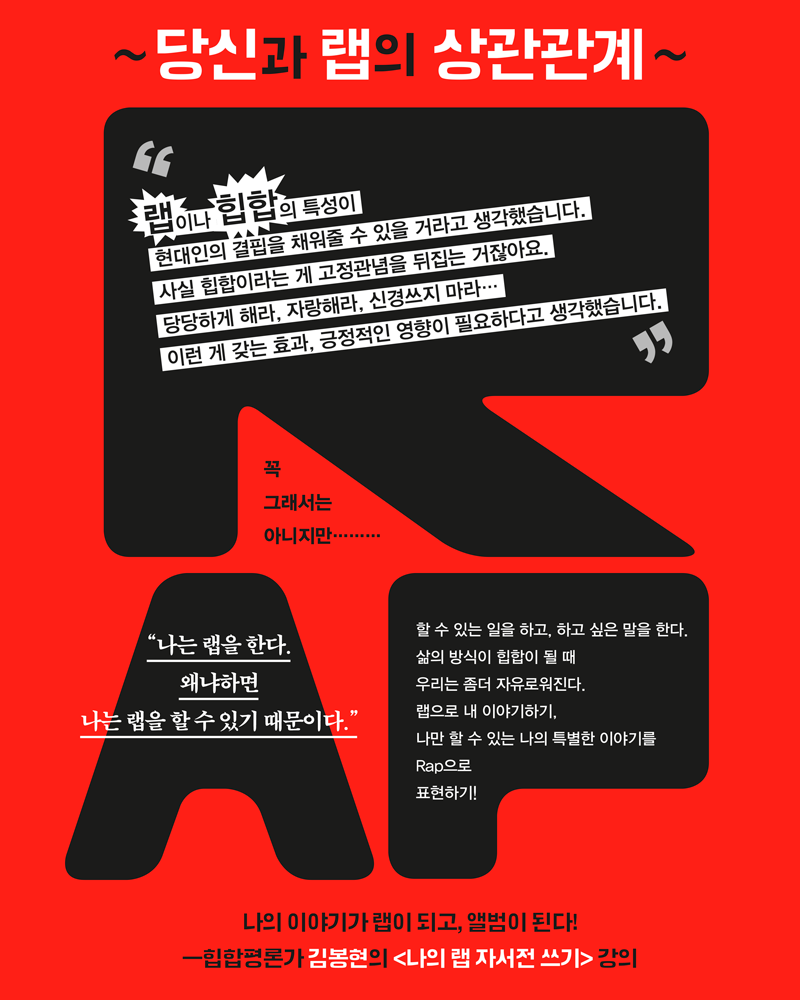 ~당신과 랩의 상관관계~
“
랩이나 힙합의 특성이
현대인의 결핍을 채워줄 수 있을 거라고 생각했습니다.
사실 힙합이라는 게 고정관념을 뒤집는 거잖아요.
당당하게 해라, 자랑해라, 신경쓰지 마라…
이런 게 갖는 효과, 긍정적인 영향이 필요하다고 생각했습니다.
”
꼭
그래서는
아니지만………
R
AP
“나는 랩을 한다.
왜냐하면
나는 랩을 할 수 있기 때문이다.”
할 수 있는 일을 하고, 하고 싶은 말을 한다.
삶의 방식이 힙합이 될 때
우리는 좀더 자유로워진다.
랩으로 내 이야기하기,
나만 할 수 있는 나의 특별한 이야기를
Rap으로
표현하기!
나의 이야기가 랩이 되고, 앨범이 된다!
—힙합평론가 김봉현의 <나의 랩 자서전 쓰기> 강의